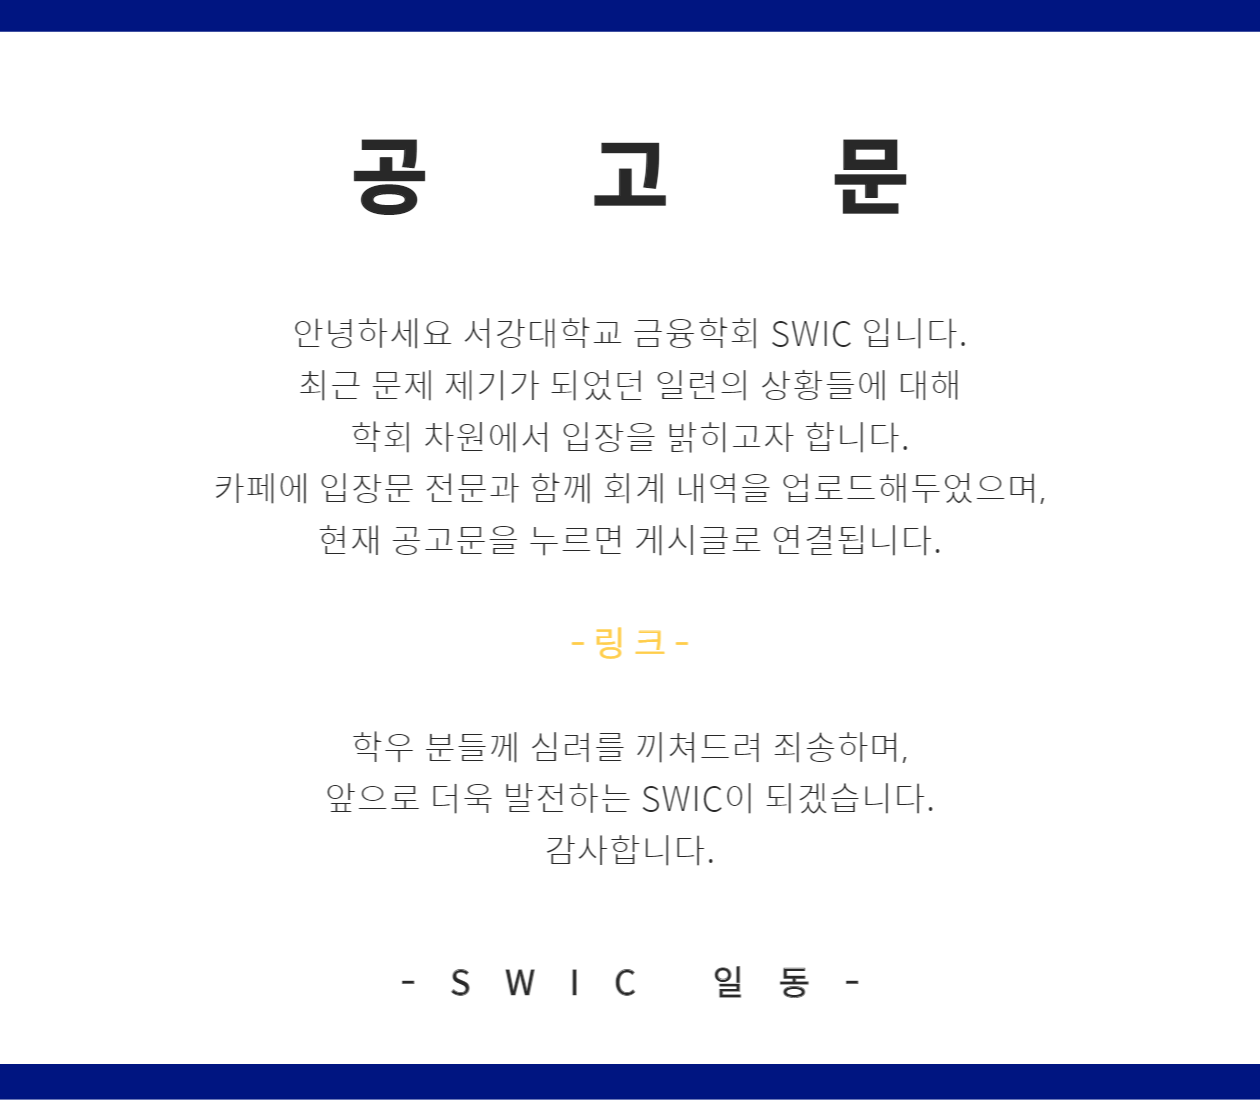 공 고 문
안녕하세요 서강대학교 금융학회 SWIC 입니다.
최근 문제 제기가 되었던 일련의 상황들에 대해
학회 차원에서 입장을 밝히고자 합니다.
카페에 입장문 전문과 함께 회계 내역을 업로드해두었으며,
현재 공고문을 누르면 게시글로 연결됩니다.
- 링크 -
학우 분들께 심려를 끼쳐드려 죄송하며,
앞으로 더욱 발전하는 SWIC이 되겠습니다.
감사합니다.
- S W I C 일 동 -